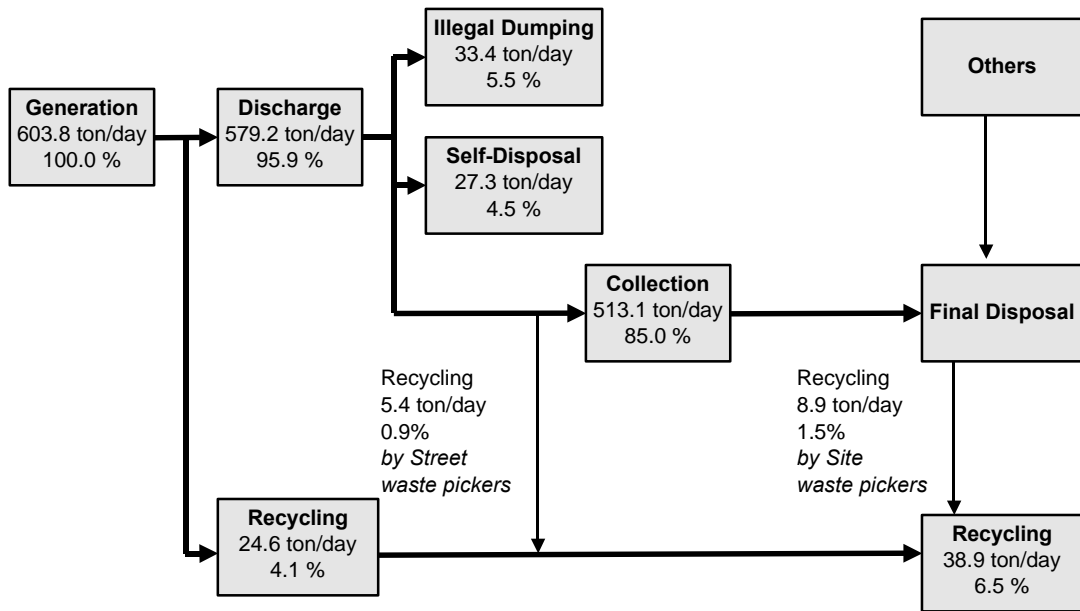 Illegal Dumping
33.4 ton/day
5.5 %
Others
Generation
603.8 ton/day
100.0 %
Discharge
579.2 ton/day
95.9 %
Self-Disposal
27.3 ton/day
4.5 %
Collection
513.1 ton/day
85.0 %
Final Disposal
Recycling
5.4 ton/day
0.9%
by Street
waste pickers
Recycling
8.9 ton/day
1.5%
by Site
waste pickers
Recycling
24.6 ton/day
4.1 %
Recycling
38.9 ton/day
6.5 %